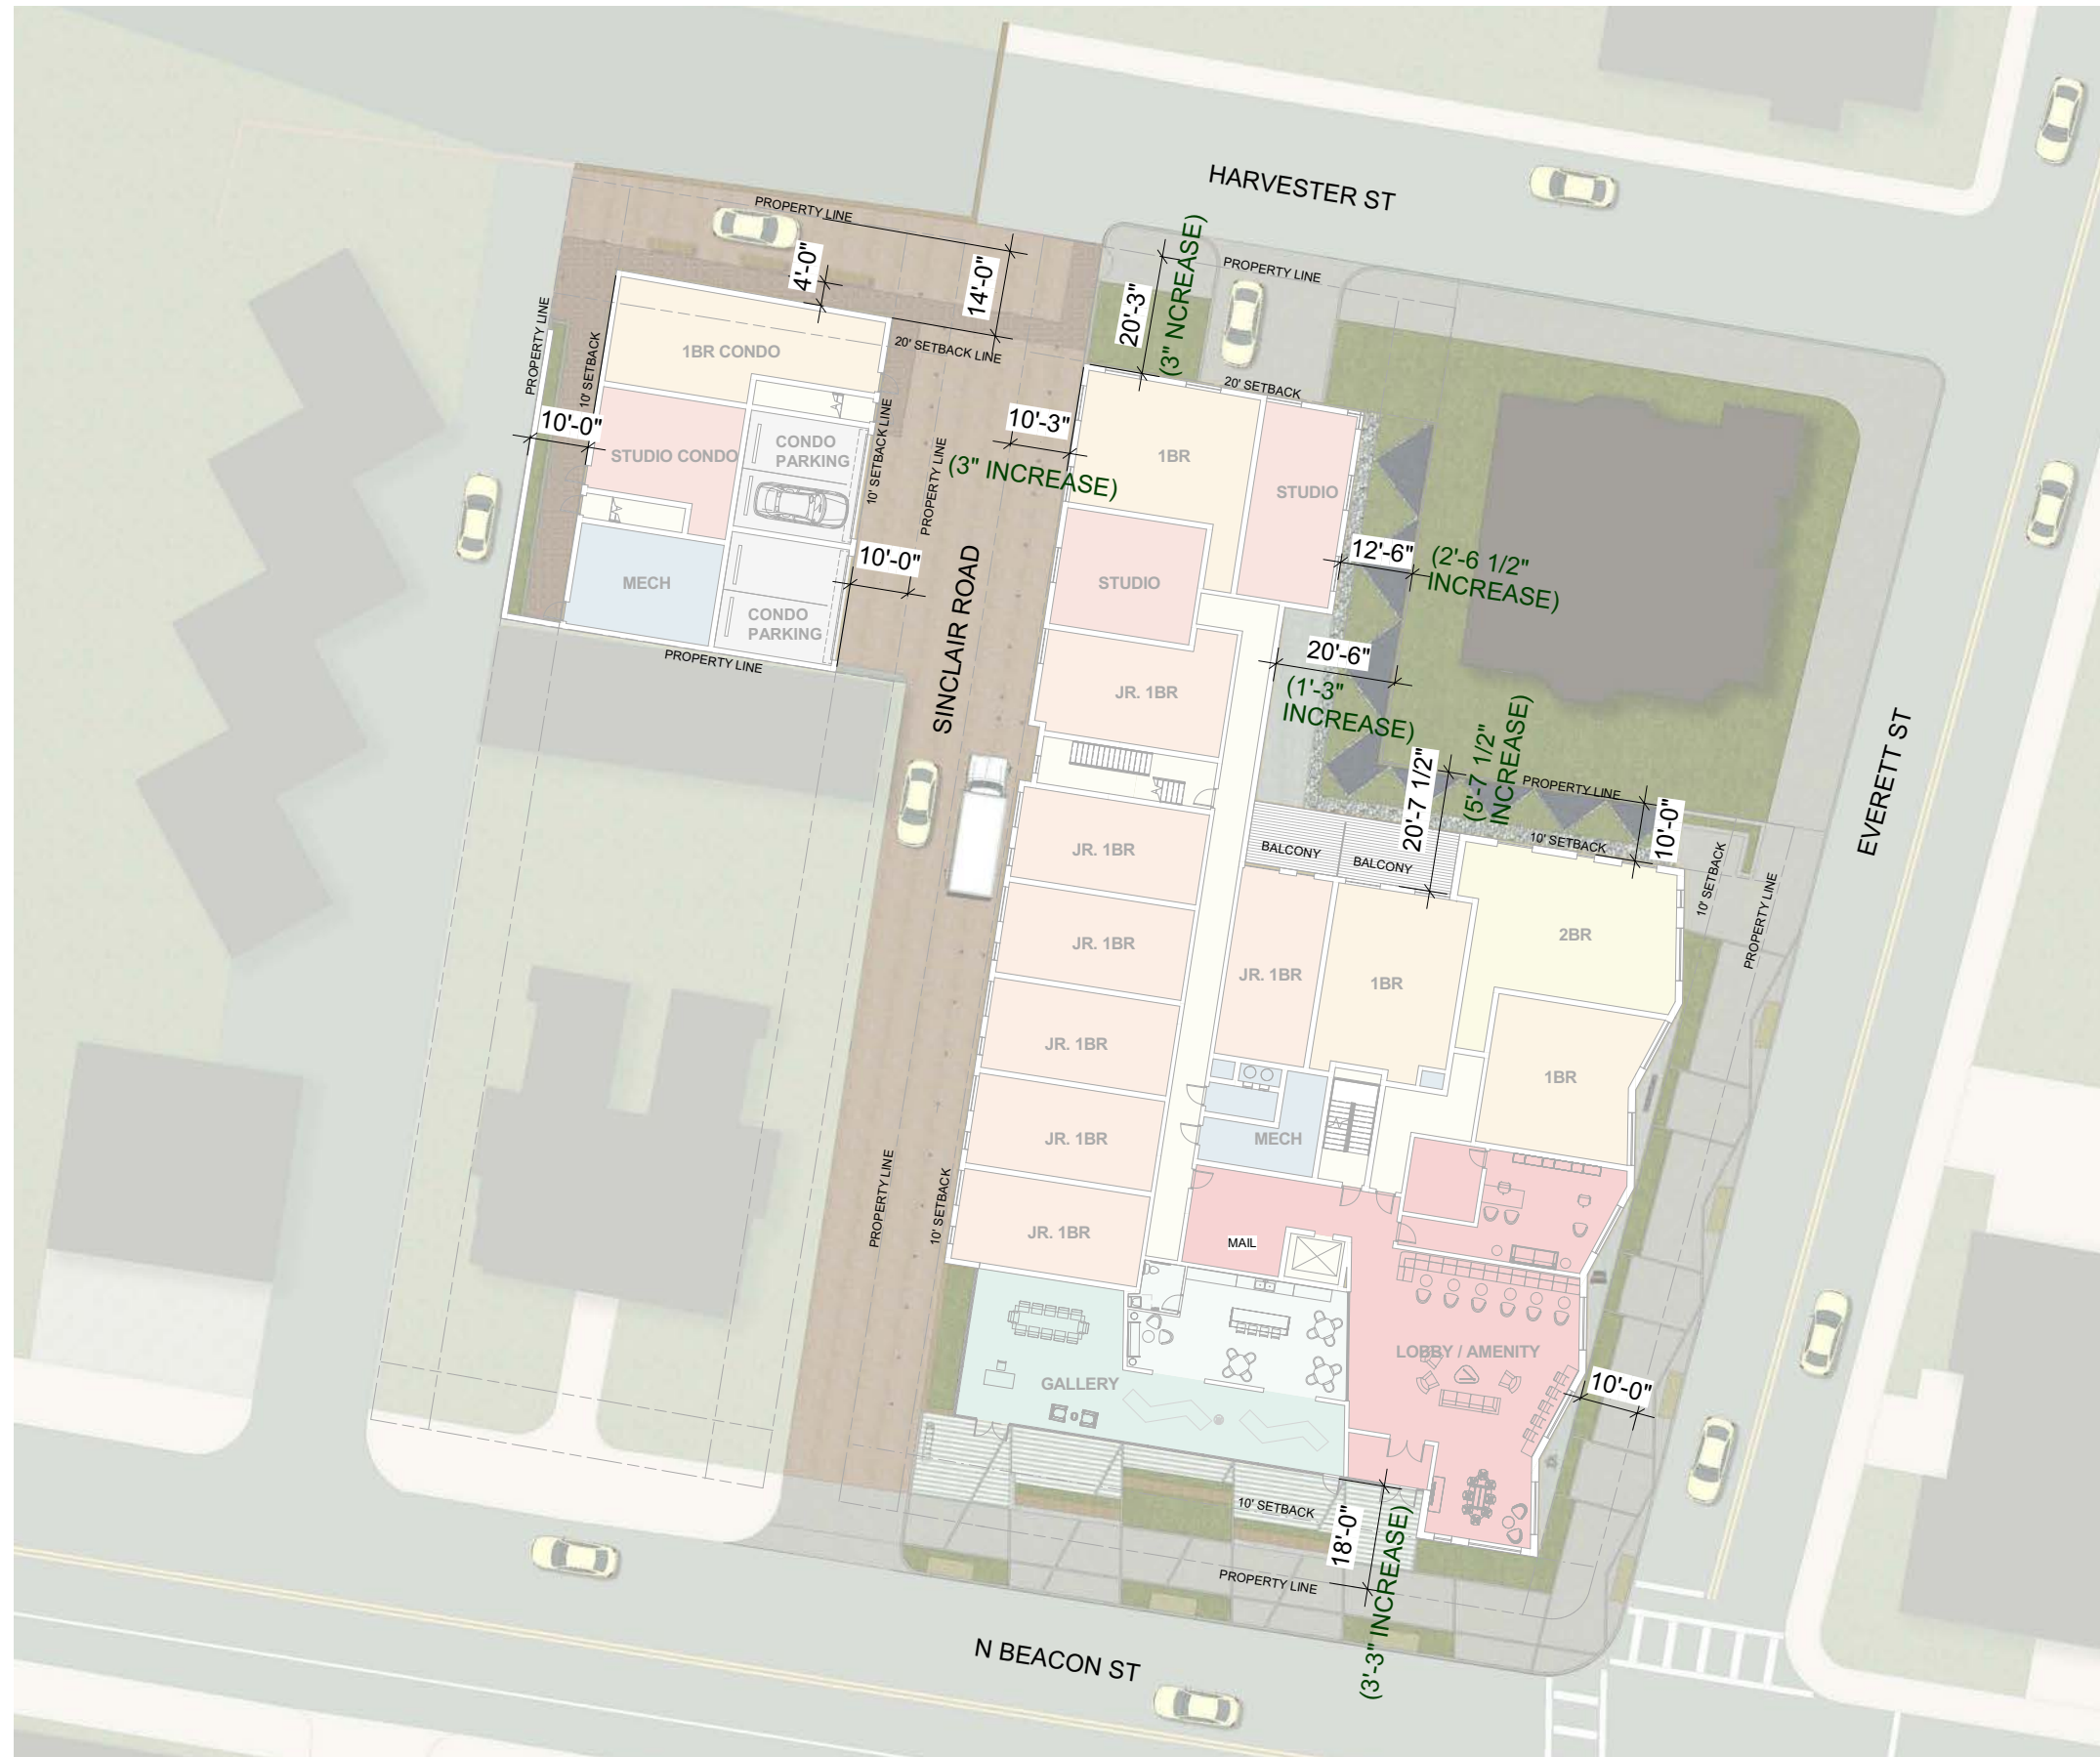 HARVESTER ST
PROPERTY LINE
4'-0"
14'-0"
20'-3"
(3" NCREASE)
PROPERTY LINE
PROPERTY LINE
10' SETBACK
1BR CONDO
20' SETBACK LINE
20' SETBACK
10'-0"
STUDIO CONDO
CONDO
PARKING
10' SETBACK LINE
PROPERTY LINE
10'-3"
(3" INCREASE)
1BR
STUDIO
MECH
CONDO
PARKING
10'-0"
PROPERTY LINE
SINCLAIR ROAD
STUDIO
12'-6"
(2'-6 1/2"
INCREASE)
20'-6"
(1'-3"
INCREASE)
JR. 1BR
20'-7 1/2"
(5'-7 1/2"
INCREASE)
PROPERTY LINE
10'-0"
10' SETBACK
EVERETT ST
BALCONY
BALCONY
JR. 1BR
10' SETBACK
PROPERTY LINE
JR. 1BR
JR. 1BR
1BR
2BR
JR. 1BR
1BR
JR. 1BR
MECH
PROPERTY LINE
10' SETBACK
JR. 1BR
MAIL
LOBBY / AMENITY
GALLERY
10'-0"
10' SETBACK
18'-0"
(3'-3" INCREASE)
PROPERTY LINE
N BEACON ST